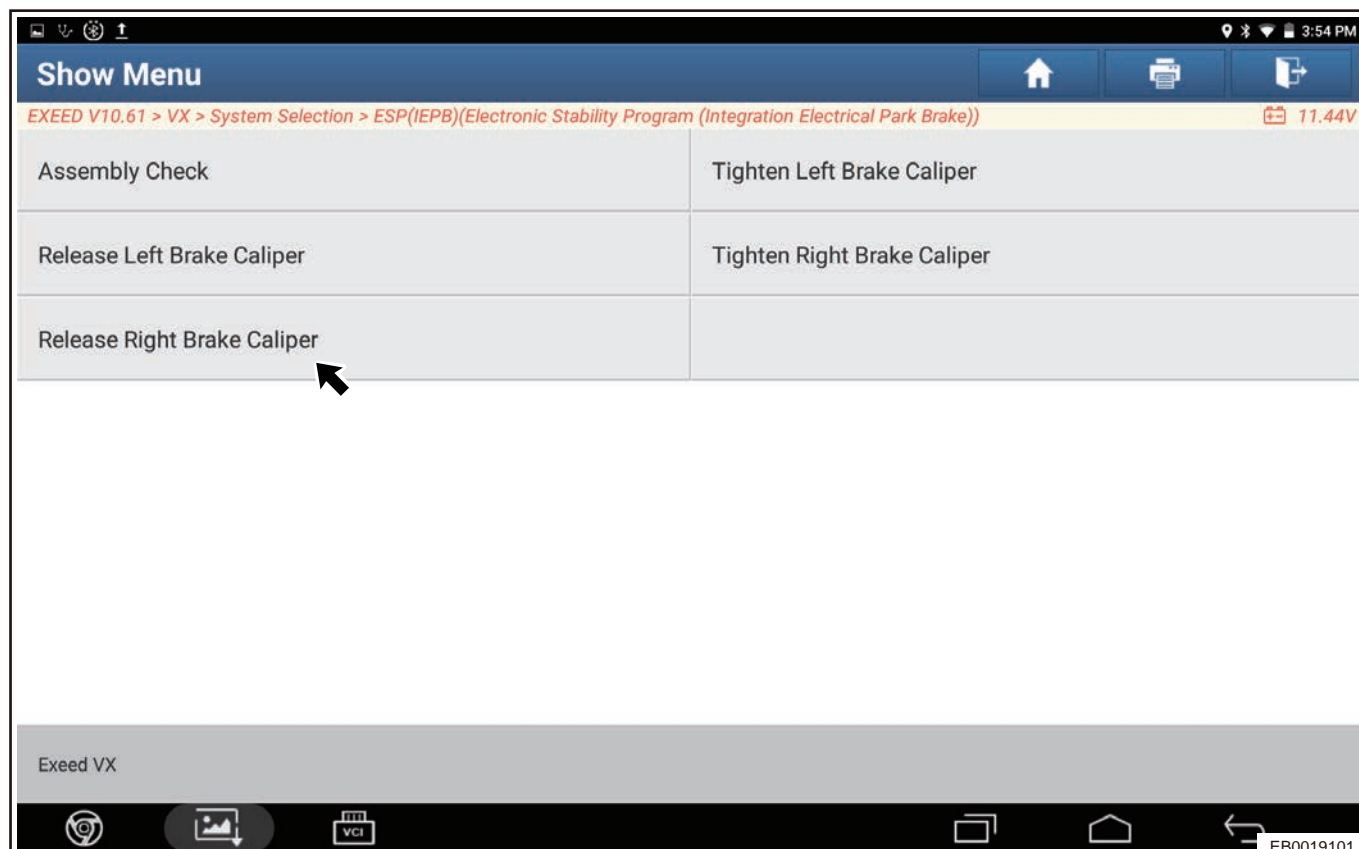 3:54 PM
Show Menu
EXEED V10.61 > VX > System Selection > ESP(IEPB)(Electronic Stability Program (Integration Electrical Park Brake))
11.44V
Assembly Check
Tighten Left Brake Caliper
Release Left Brake Caliper
Tighten Right Brake Caliper
Release Right Brake Caliper
Exeed VX
VCI
EB0019101